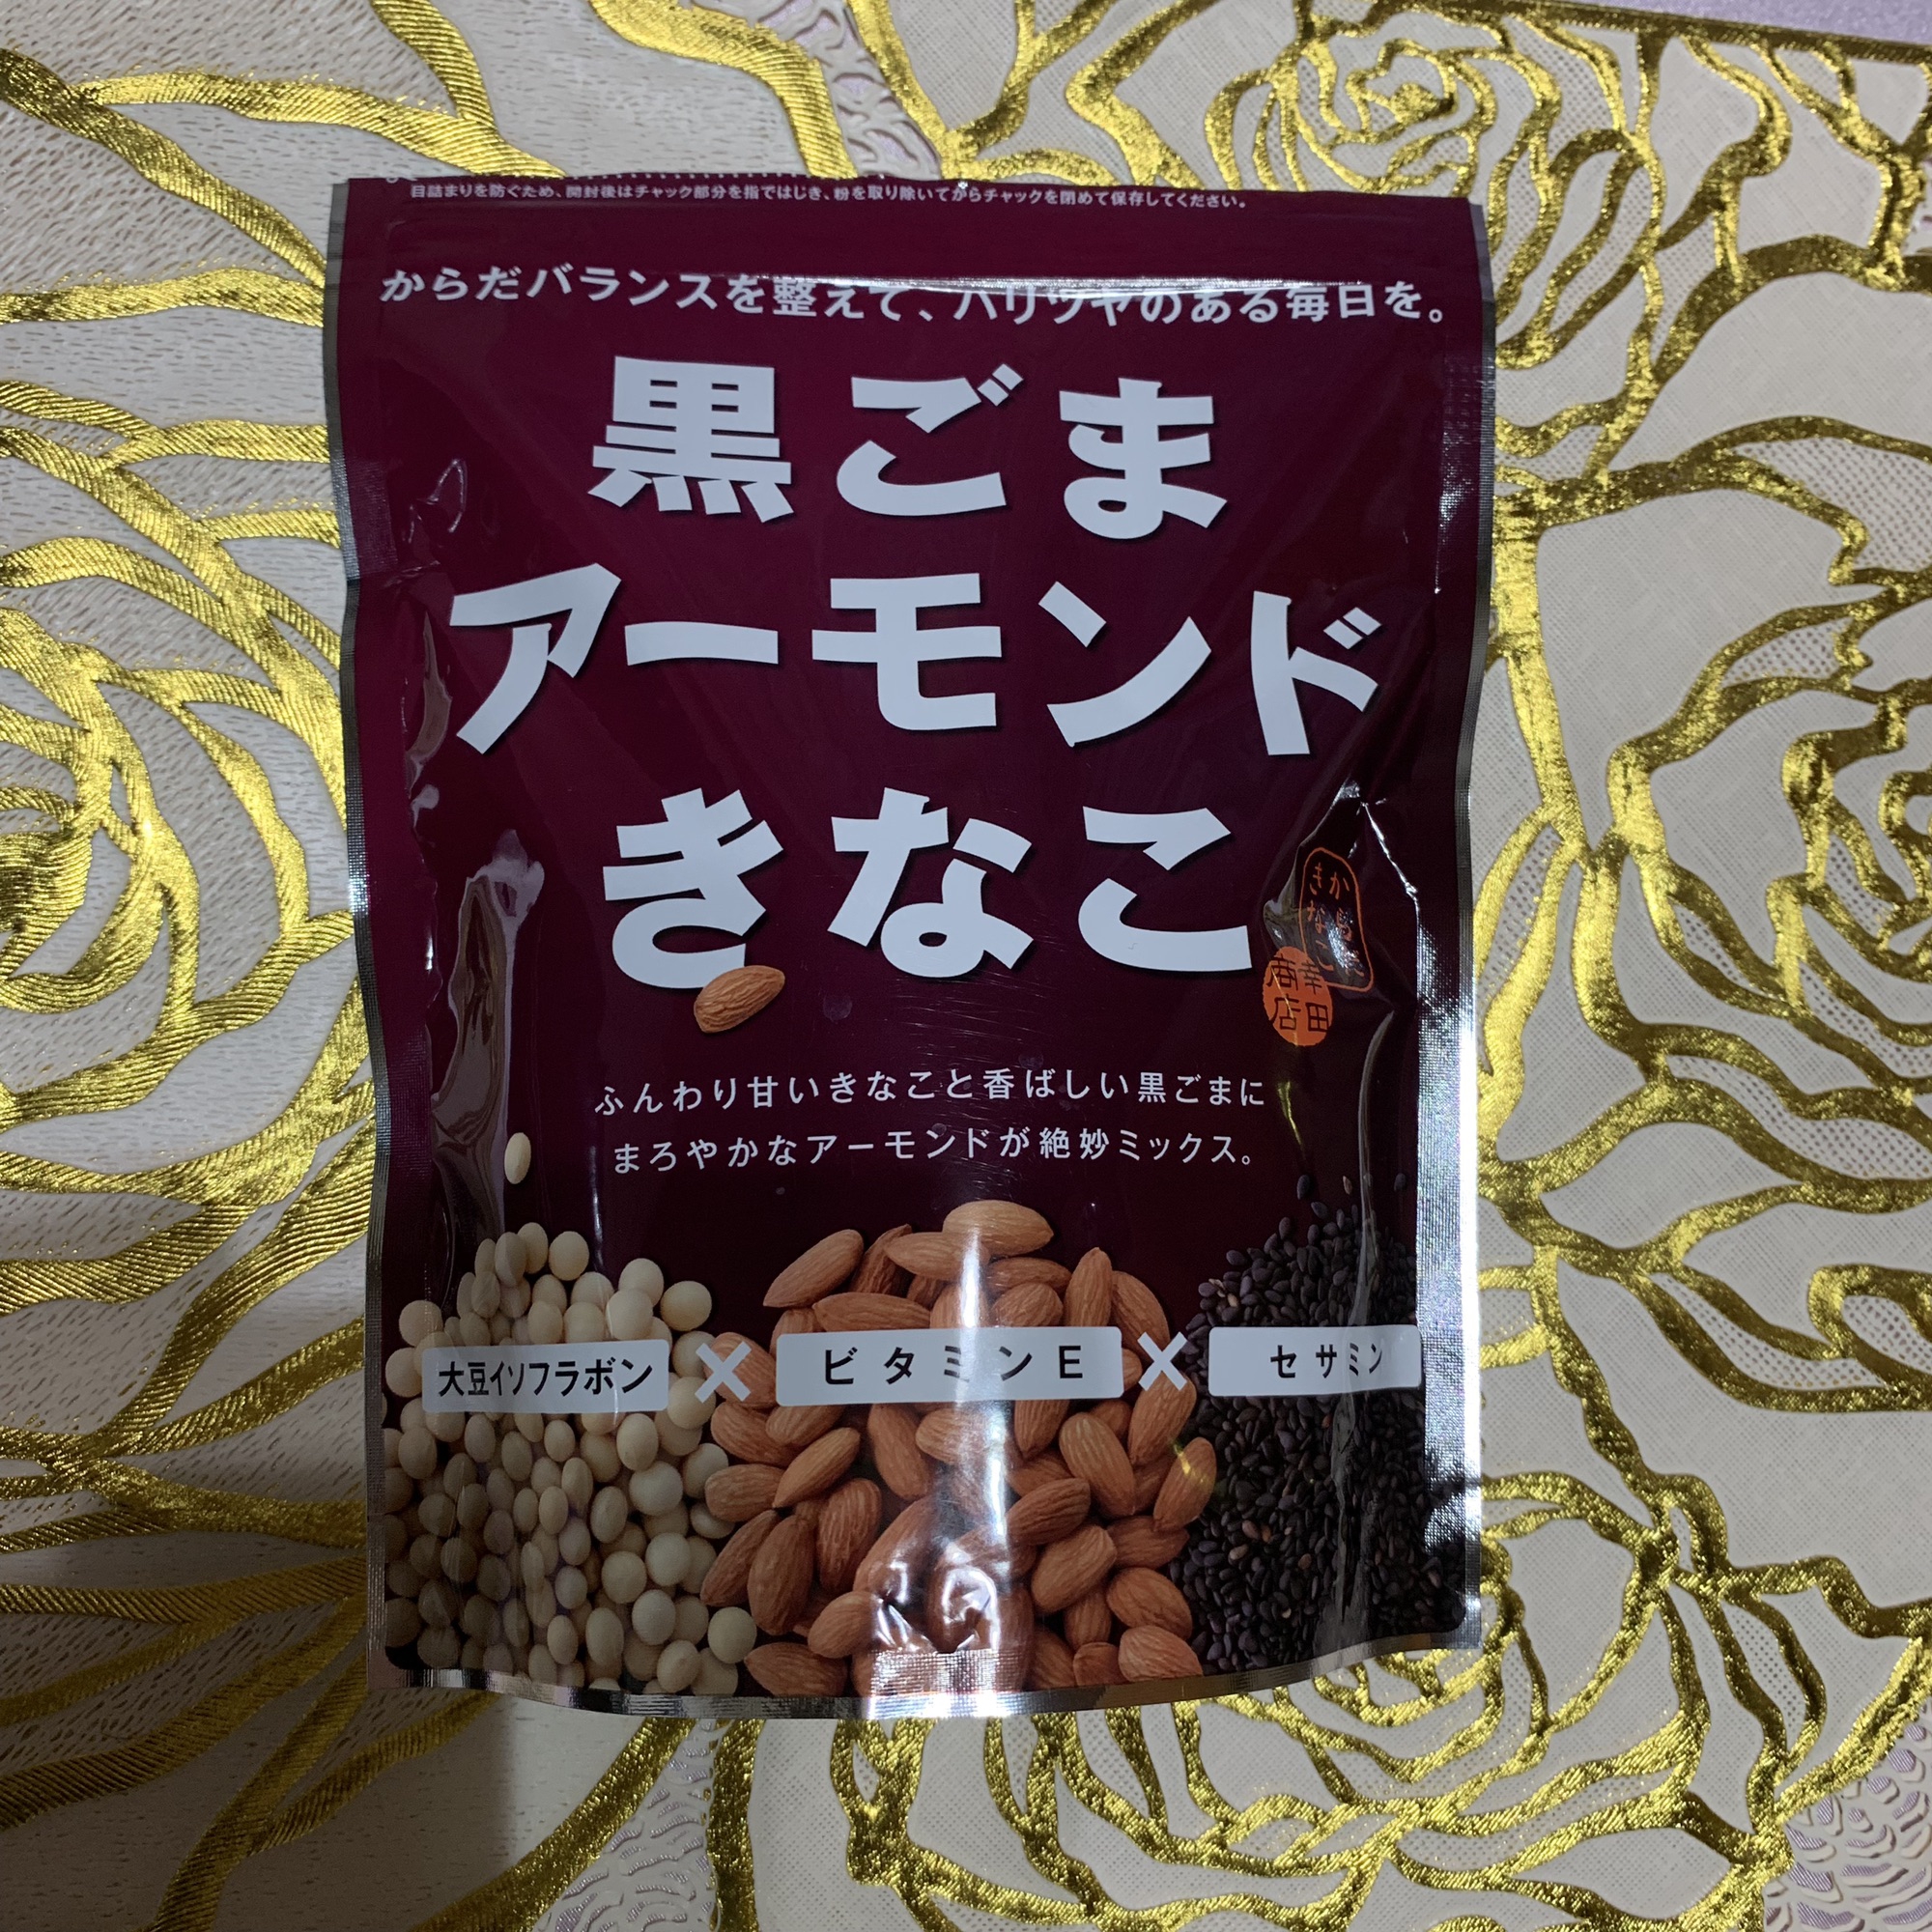 目詰まりを防ぐため、開封後はチャック部分を指ではじき、粉を取り除いてからチャックを閉めて保存してください。
からだバランスを整えて、ハリツヤのある毎日を。
黒ごま
アーモンド
きなこ
幸田
商店
ふんわり甘いきなこと香ばしい黒ごまに
まろやかなアーモンドが絶妙ミックス。
大豆イソフラボン × ビタミンE × セサミン